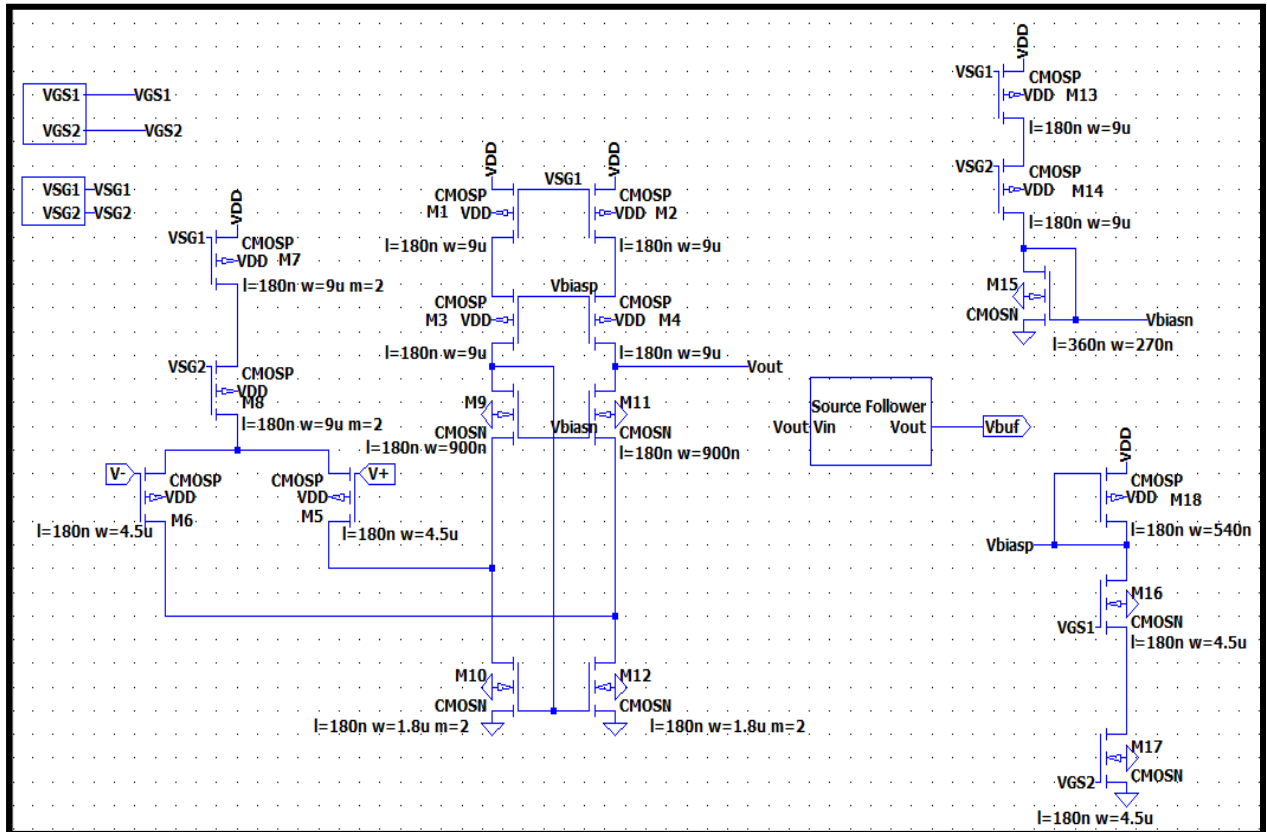 VGS1 VGS1
VGS2 VGS2
VSG1 VSG1
VSG2 VSG2
VDD
VSG1
CMOSP
VDD M7
l=180n w=9u m=2
VSG2
CMOSP
VDD
M8
l=180n w=9u m=2
V-
CMOSP
VDD
M6
l=180n w=4.5u
V+
CMOSP
VDD
M5
l=180n w=4.5u
VDD
VDD
VSG1
CMOSP
M1 VDD
l=180n w=9u
CMOSP
VDD M2
l=180n w=9u
Vbiasp
CMOSP
M3 VDD
l=180n w=9u
CMOSP
VDD M4
l=180n w=9u
Vout
M9
CMOSN
l=180n w=900n
Vbiasn
M11
CMOSN
l=180n w=900n
M10
CMOSN
l=180n w=1.8u m=2
M12
CMOSN
l=180n w=1.8u m=2
Source Follower
Vout Vin Vout Vbuf
VDD
VSG1
CMOSP
VDD M13
l=180n w=9u
VSG2
CMOSP
VDD M14
l=180n w=9u
M15
CMOSN
Vbiasn
l=360n w=270n
VDD
CMOSP
VDD M18
l=180n w=540n
Vbiasp
M16
CMOSN
VGS1
l=180n w=4.5u
M17
CMOSN
VGS2
l=180n w=4.5u